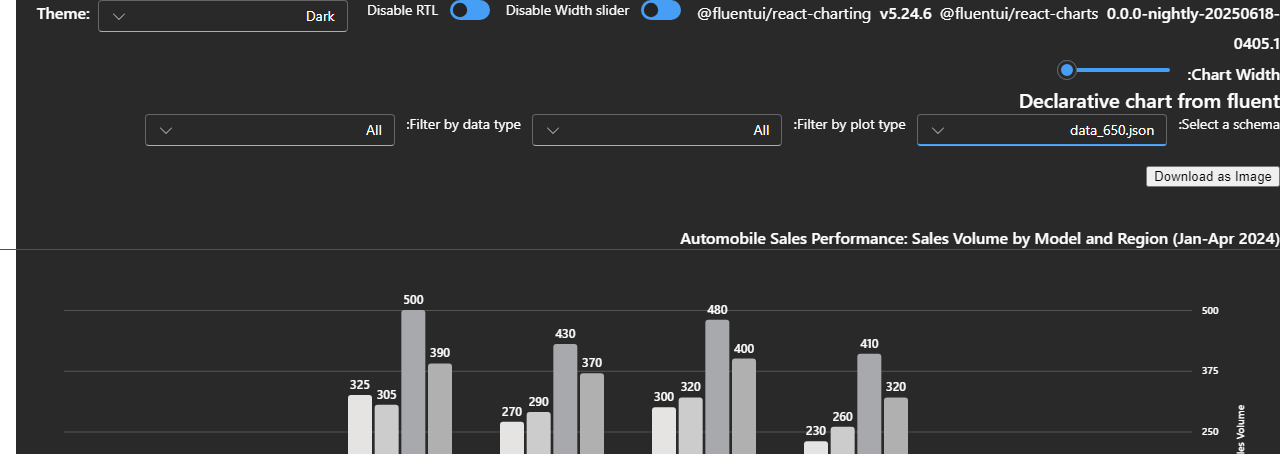 Theme: Dark Disable RTL Disable Width slider @fluentui/react-charting v5.24.6 @fluentui/react-charts 0.0.0-nightly-20250618-
0405.1
:Chart Width
Declarative chart from fluent
:Select a schema data_650.json :Filter by plot type All :Filter by data type All
Download as Image
Automobile Sales Performance: Sales Volume by Model and Region (Jan-Apr 2024)
500
375
250
325
305
500
390
270
290
430
370
300
320
480
400
230
260
410
320
Volume